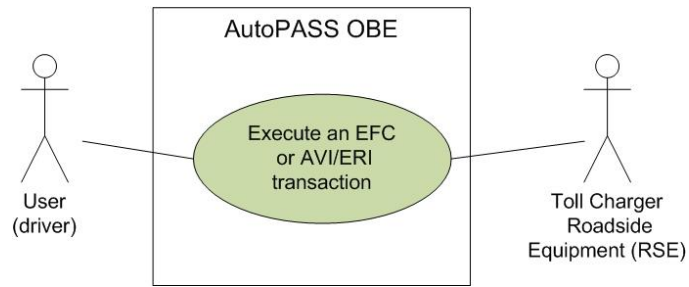 AutoPASS OBE
Execute an EFC
or AVI/ERI
transaction
User
(driver)
Toll Charger
Roadside
Equipment (RSE)